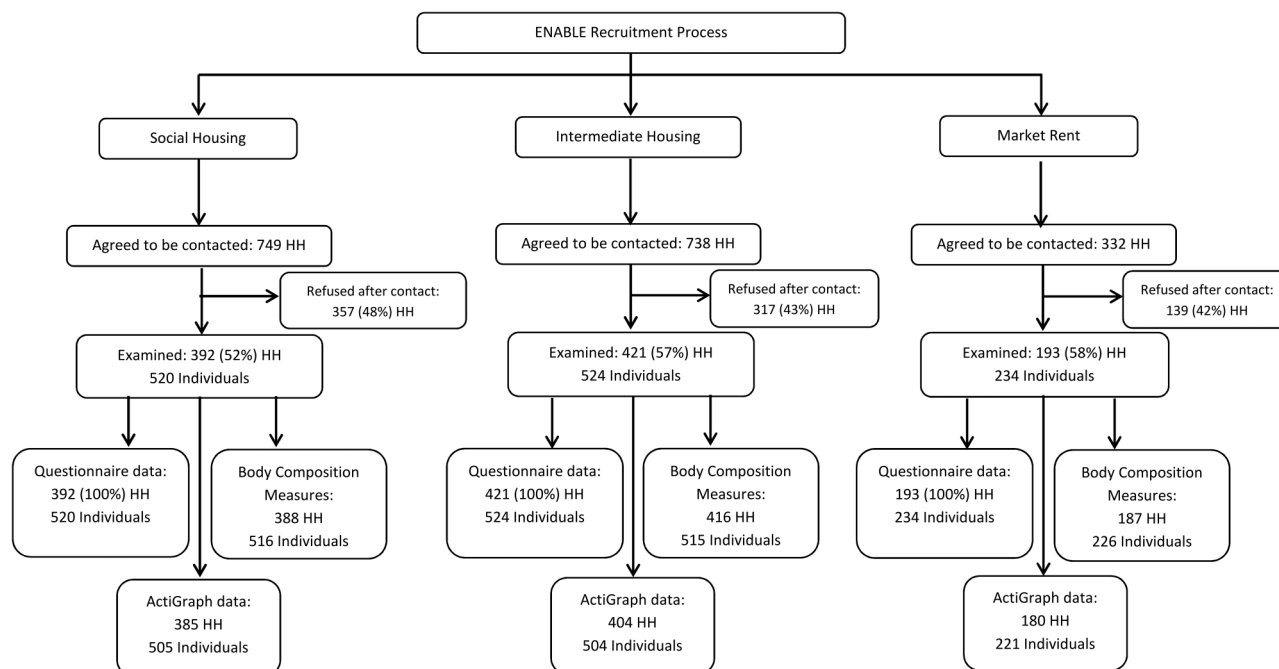 ENABLE Recruitment Process
Social Housing
Intermediate Housing
Market Rent
Agreed to be contacted: 749 HH
Agreed to be contacted: 738 HH
Agreed to be contacted: 332 HH
Refused after contact:
357 (48%) HH
Refused after contact:
317 (43%) HH
Refused after contact:
139 (42%) HH
Examined: 392 (52%) HH
520 Individuals
Examined: 421 (57%) HH
524 Individuals
Examined: 193 (58%) HH
234 Individuals
Questionnaire data:
392 (100%) HH
520 Individuals
Body Composition
Measures:
388 HH
516 Individuals
Questionnaire data:
421 (100%) HH
524 Individuals
Body Composition
Measures:
416 HH
515 Individuals
Questionnaire data:
193 (100%) HH
234 Individuals
Body Composition
Measures:
187 HH
226 Individuals
ActiGraph data:
385 HH
505 Individuals
ActiGraph data:
404 HH
504 Individuals
ActiGraph data:
180 HH
221 Individuals